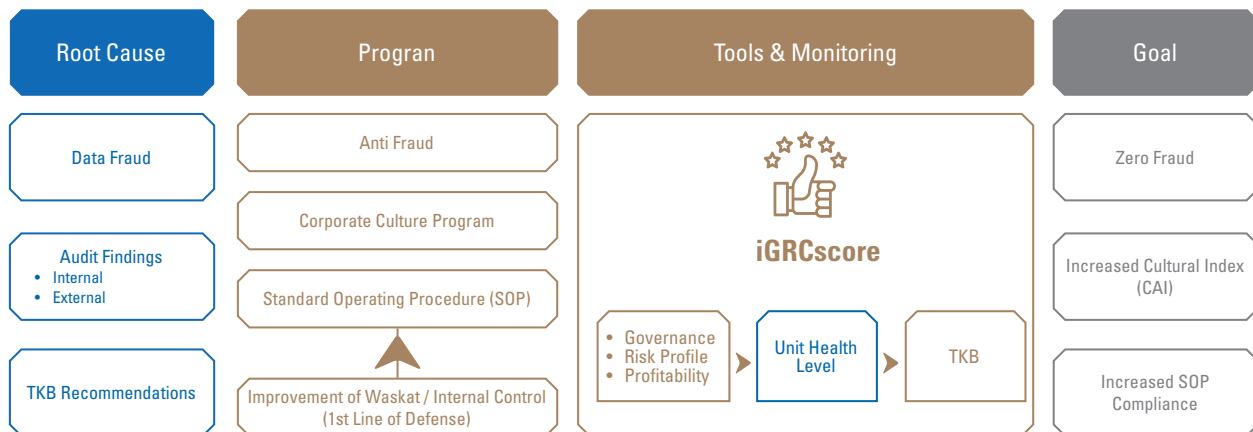 Root Cause
Data Fraud
Audit Findings
• Internal
• External
TKB Recommendations
Progran
Anti Fraud
Corporate Culture Program
Standard Operating Procedure (SOP)
Improvement of Waskat / Internal Control
(1st Line of Defense)
Tools & Monitoring
iGRCscore
• Governance
• Risk Profile
• Profitability
Unit Health
Level
TKB
Goal
Zero Fraud
Increased Cultural Index
(CAI)
Increased SOP
Compliance